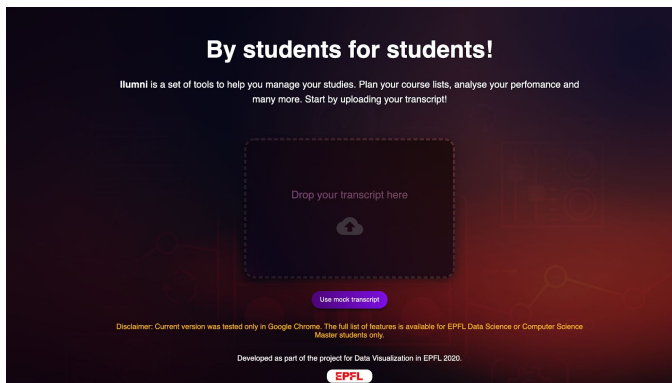 By students for students!
Ilumni is a set of tools to help you manage your studies. Plan your course lists, analyse your perfomance and
many more. Start by uploading your transcript!
Drop your transcript here
Use mock transcript
Disclaimer: Current version was tested only in Google Chrome. The full list of features is available for EPFL Data Science or Computer Science
Master students only.
Developed as part of the project for Data Visualization in EPFL 2020.
EPFL